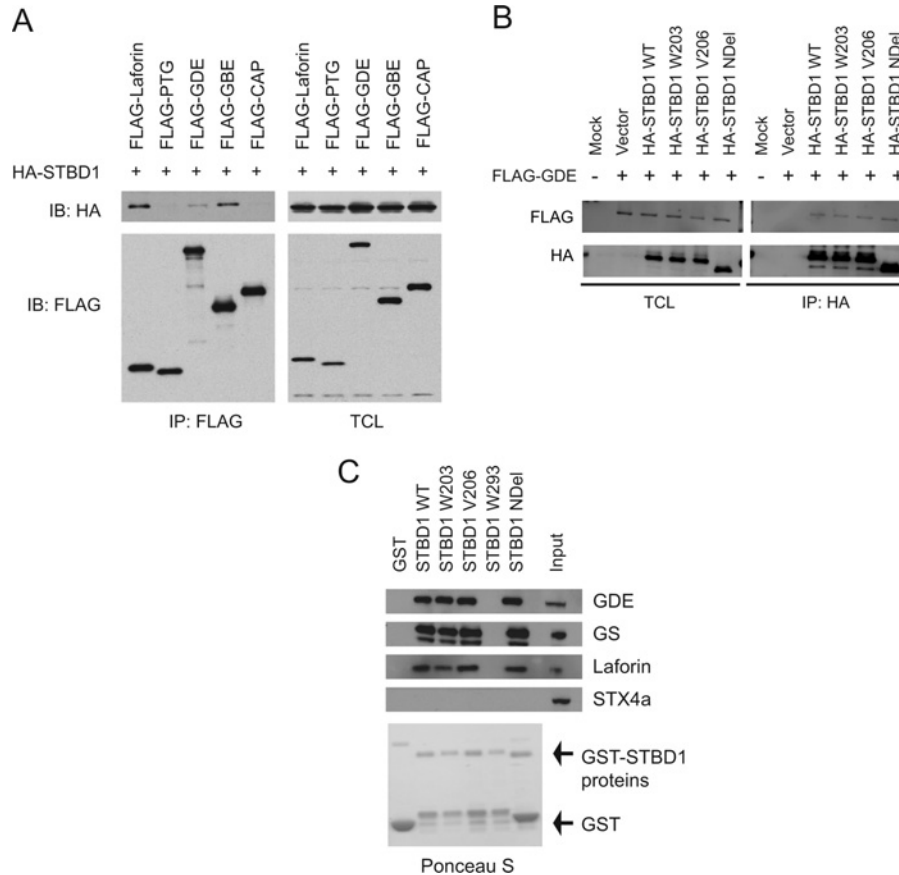 A
FLAG-Laforin
FLAG-PTG
FLAG-GDE
FLAG-GBE
FLAG-CAP
FLAG-Laforin
FLAG-PTG
FLAG-GDE
FLAG-GBE
FLAG-CAP
HA-STBD1 + + + + + + + + + +
IB: HA
IB: FLAG
IP: FLAG
TCL
B
Mock
Vector
HA-STBD1 WT
HA-STBD1 W203
HA-STBD1 V206
HA-STBD1 NDel
Mock
Vector
HA-STBD1 WT
HA-STBD1 W203
HA-STBD1 V206
HA-STBD1 NDel
FLAG-GDE - + + + + + - + + + + +
FLAG
HA
TCL
IP: HA
C
GST
STBD1 WT
STBD1 W203
STBD1 V206
STBD1 W293
STBD1 NDel
Input
GDE
GS
Laforin
STX4a
GST-STBD1
proteins
GST
Ponceau S